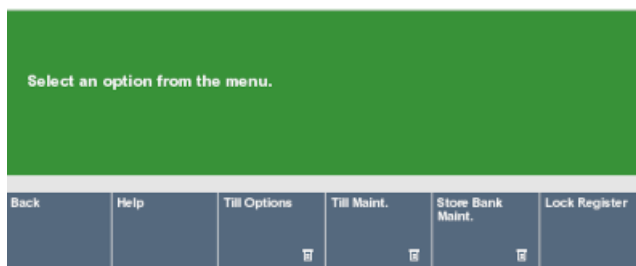 Select an option from the menu.
Back
Help
Till Options
Till Maint.
Store Bank
Maint.
Lock Register